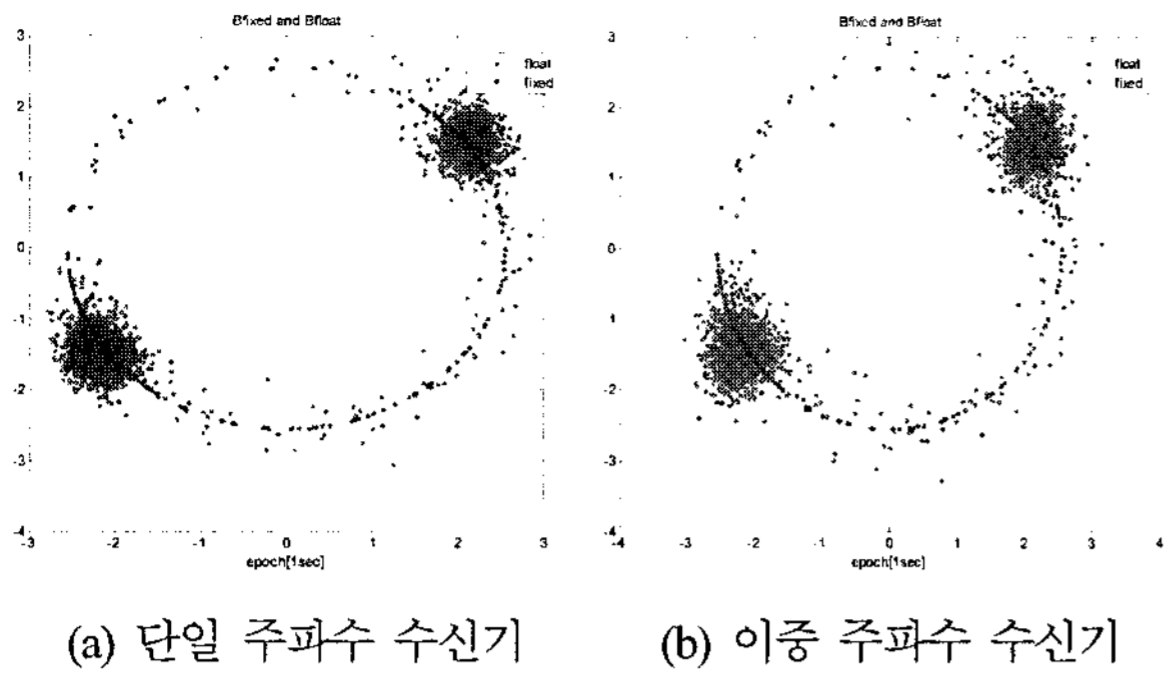 Bfixed and Bfloat
float
fixed
3
2
1
0
-1
-2
-3
-4
-3 -2 -1 0 1 2 3
epoch[1sec]
(a) 단일 주파수 수신기
Bfixed and Bfloat
float
fixed
3
2
1
0
-1
-2
-3
-4
-4 -3 -2 -1 0 1 2 3 4
epoch[1sec]
(b) 이중 주파수 수신기